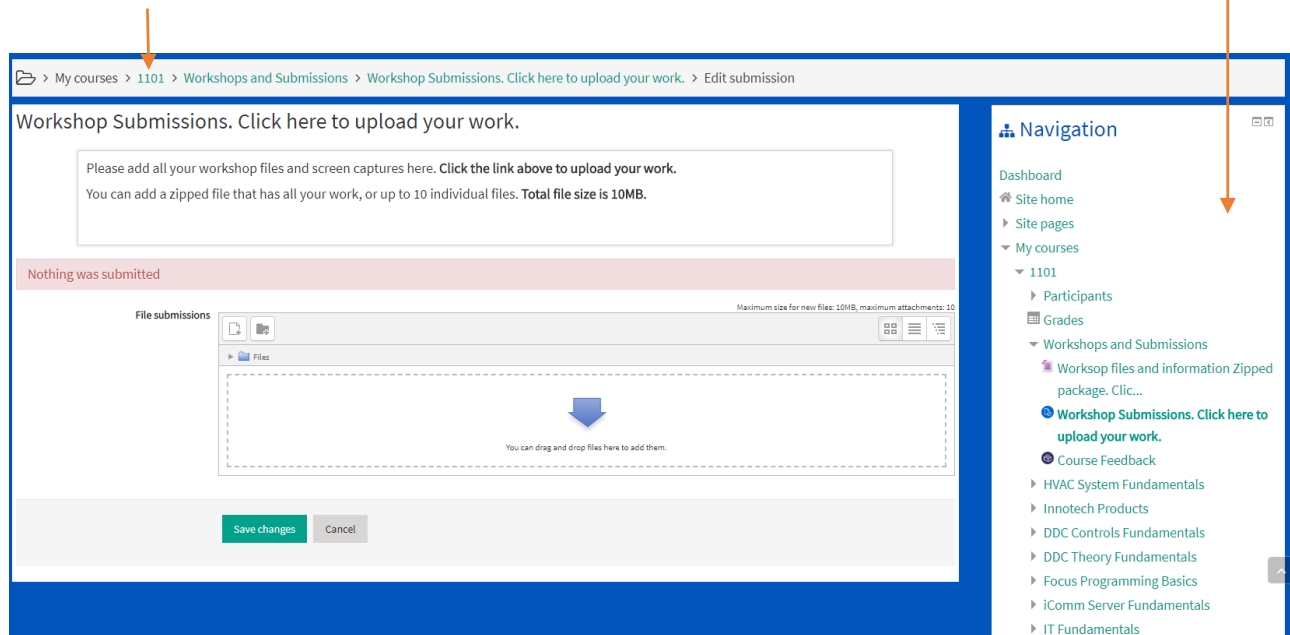 > My courses > 1101 > Workshops and Submissions > Workshop Submissions. Click here to upload your work. > Edit submission
Workshop Submissions. Click here to upload your work.
Please add all your workshop files and screen captures here. Click the link above to upload your work.
You can add a zipped file that has all your work, or up to 10 individual files. Total file size is 10MB.
Nothing was submitted
Maximum size for new files: 10MB, maximum attachments: 10
File submissions
Files
You can drag and drop files here to add them.
Save changes
Cancel
Navigation
Dashboard
Site home
Site pages
My courses
1101
Participants
Grades
Workshops and Submissions
Worksop files and information Zipped
package. Clic...
Workshop Submissions. Click here to
upload your work.
Course Feedback
HVAC System Fundamentals
Innotech Products
DDC Controls Fundamentals
DDC Theory Fundamentals
Focus Programming Basics
iComm Server Fundamentals
IT Fundamentals